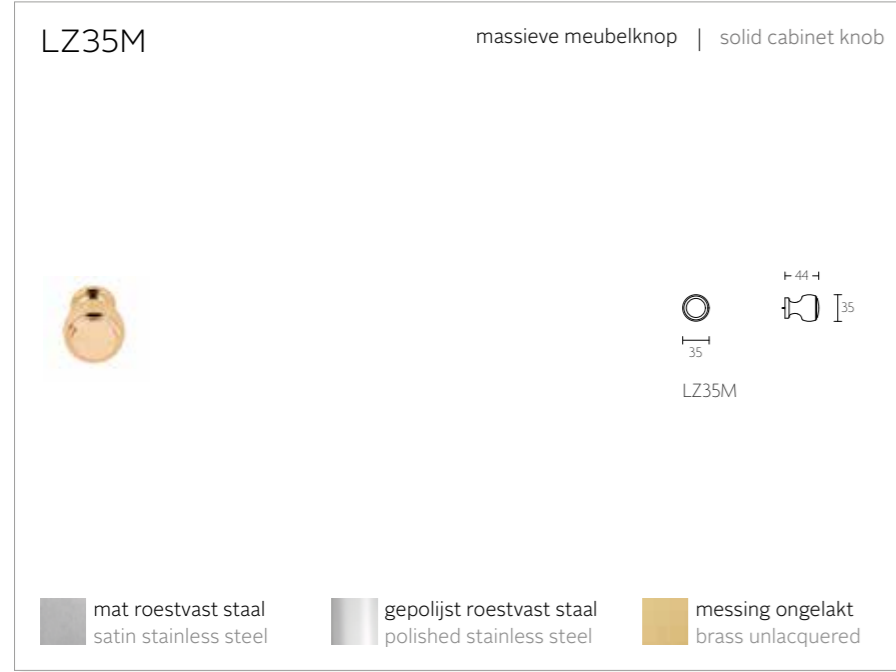 LZ35M
massieve meubelknop | solid cabinet knob
44
35
35
LZ35M
mat roestvast staal
satin stainless steel
gepolijst roestvast staal
polished stainless steel
messing ongelakt
brass unlacquered